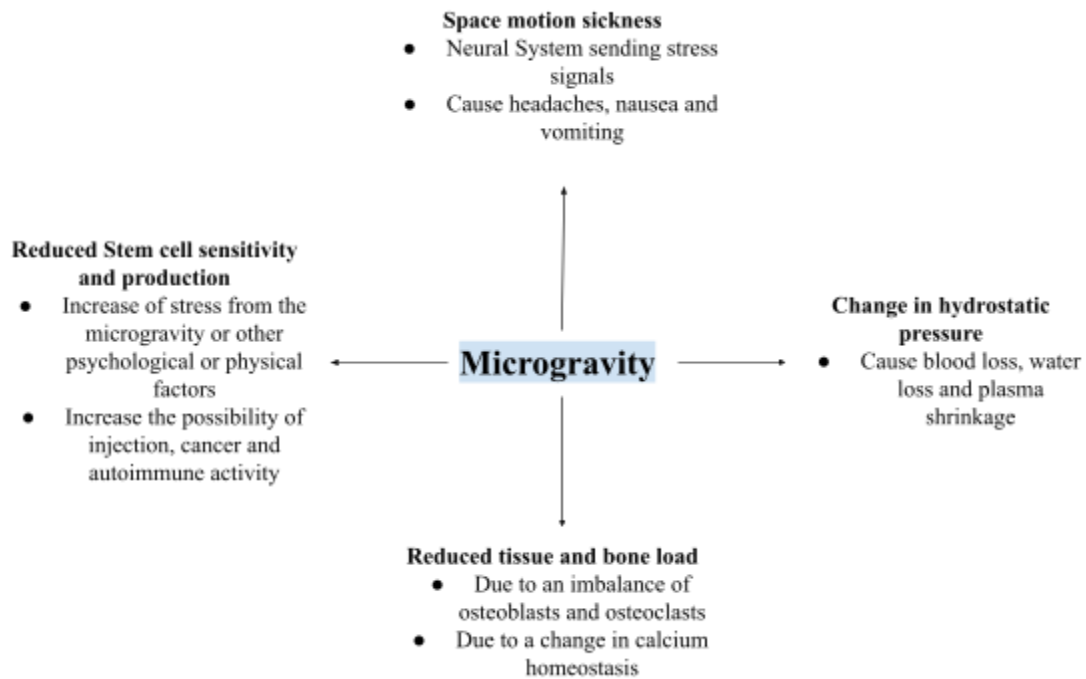 Space motion sickness
● Neural System sending stress
signals
● Cause headaches, nausea and
vomiting
Reduced Stem cell sensitivity
and production
● Increase of stress from the
microgravity or other
psychological or physical
factors
● Increase the possibility of
injection, cancer and
autoimmune activity
Microgravity
Change in hydrostatic
pressure
● Cause blood loss, water
loss and plasma
shrinkage
Reduced tissue and bone load
● Due to an imbalance of
osteoblasts and osteoclasts
● Due to a change in calcium
homeostasis